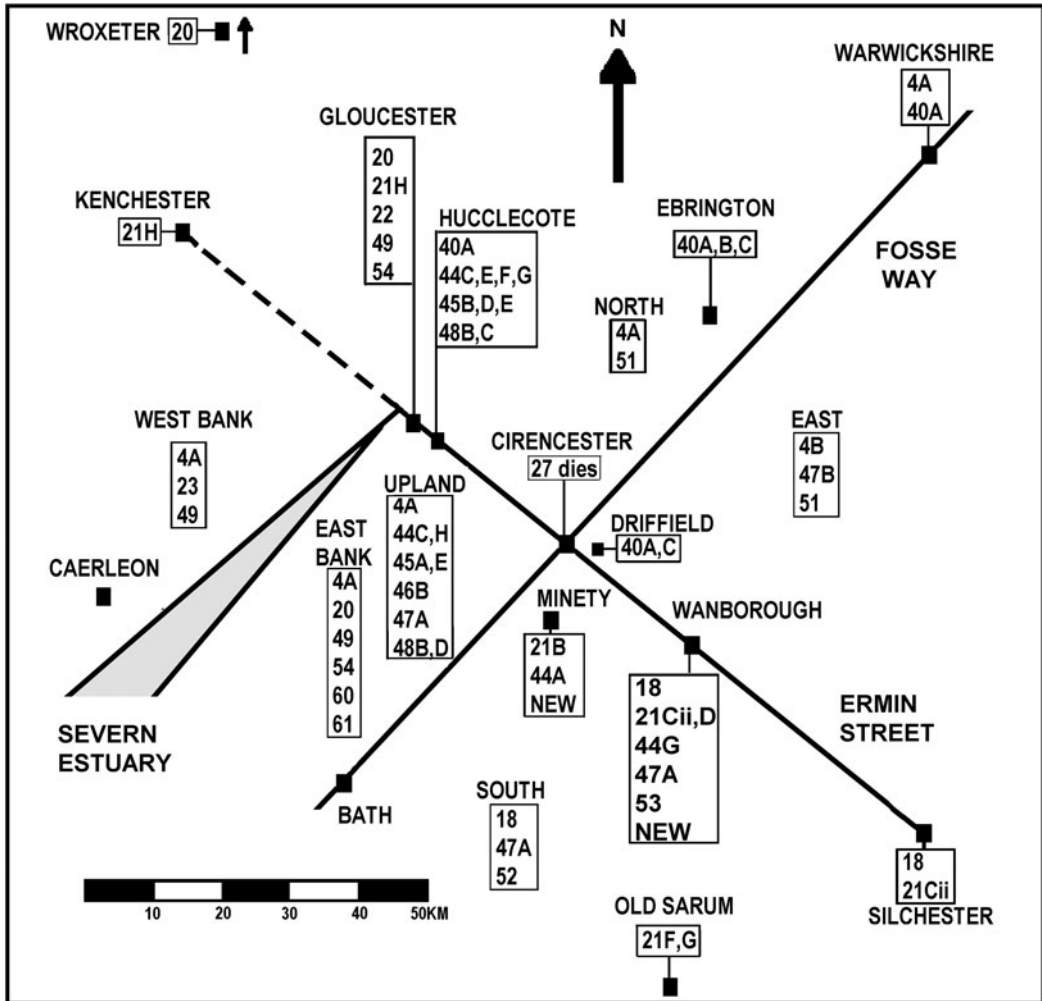 WROXETER 20
N
WARWICKSHIRE
4A
40A
GLOUCESTER
20
21H
22
49
54
KENCHESTER
21H
HUCCLECOTE
40A
44C,E,F,G
45B,D,E
48B,C
EBRINGTON
40A,B,C
FOSSE
WAY
NORTH
4A
51
WEST BANK
4A
23
49
CIRENCESTER
27 dies
EAST
4B
47B
51
UPLAND
4A
44C,H
45A,E
46B
47A
48B,D
EAST
BANK
4A
20
49
54
60
61
DRIFFIELD
40A,C
CAERLEON
MINETY
21B
44A
NEW
WANBOROUGH
18
21Cii,D
44G
47A
53
NEW
ERMIN
STREET
SEVERN
ESTUARY
BATH
SOUTH
18
47A
52
18
21Cii
SILCHESTER
10 20 30 40 50KM
OLD SARUM
21F,G